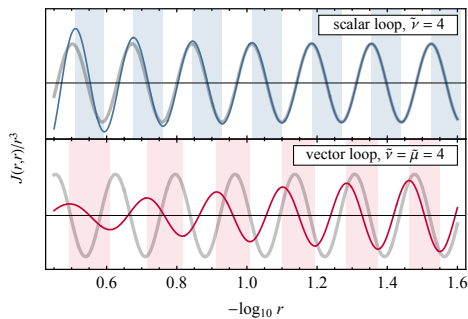 scalar loop, ν̃ = 4
J(r,r)/r³
vector loop, ν̃ = μ̃ = 4
0.6 0.8 1.0 1.2 1.4 1.6
−log₁₀ r